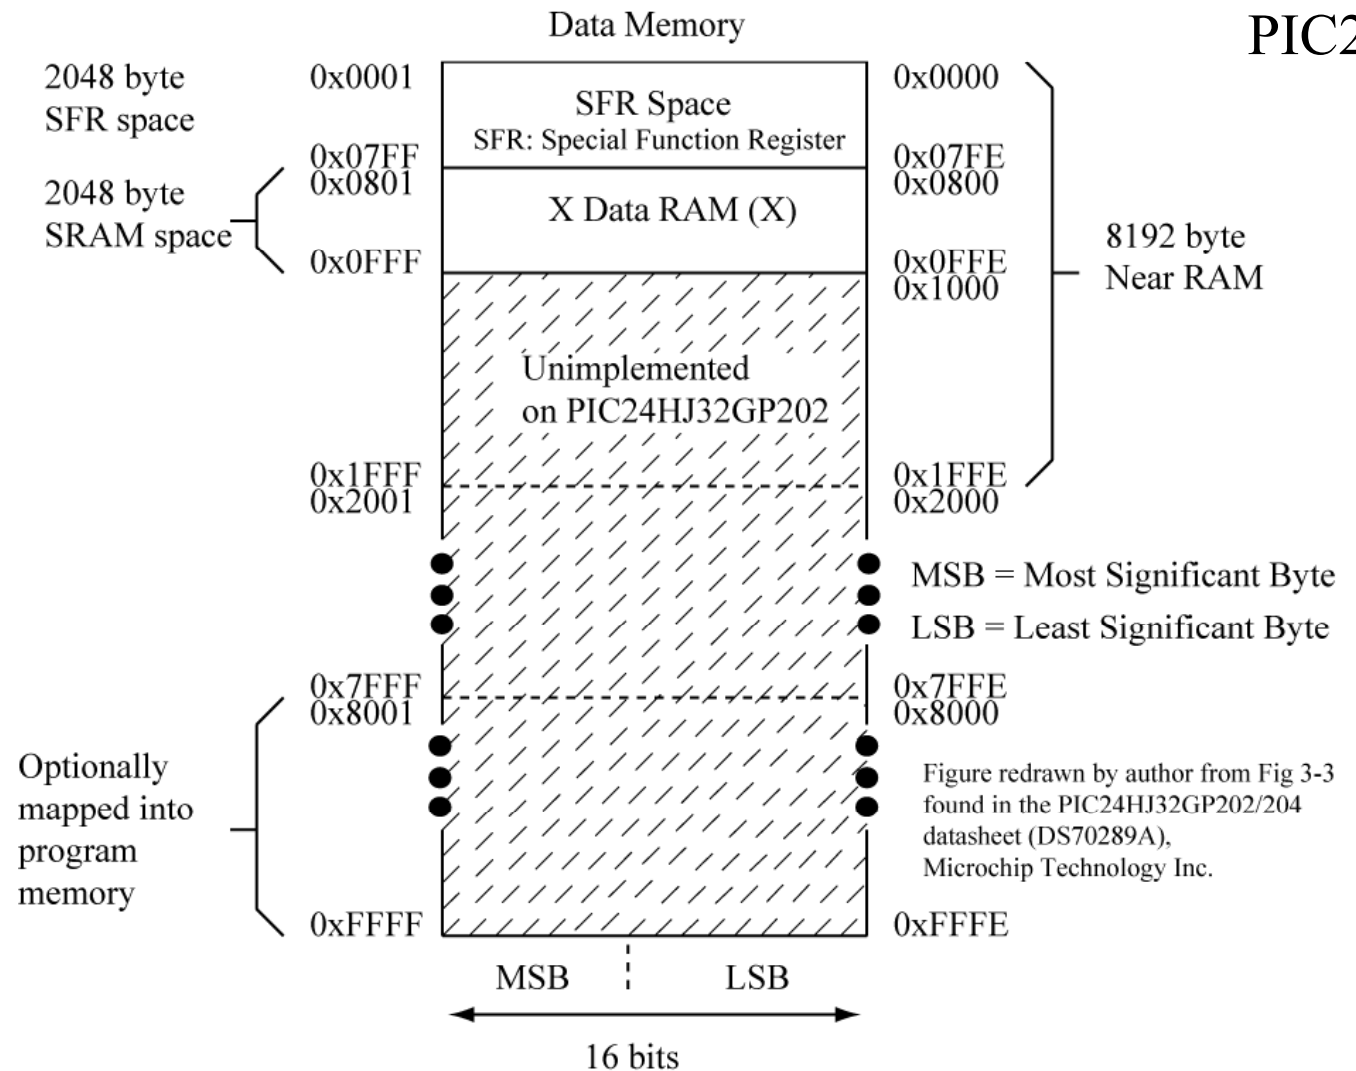 PIC2
Data Memory
2048 byte
SFR space
0x0001
0x0000
SFR Space
SFR: Special Function Register
0x07FF
0x07FE
0x0801
0x0800
2048 byte
SRAM space
X Data RAM (X)
0x0FFF
0x0FFE
0x1000
8192 byte
Near RAM
Unimplemented
on PIC24HJ32GP202
0x1FFF
0x1FFE
0x2001
0x2000
MSB = Most Significant Byte
LSB = Least Significant Byte
0x7FFF
0x7FFE
0x8001
0x8000
Optionally
mapped into
program
memory
Figure redrawn by author from Fig 3-3
found in the PIC24HJ32GP202/204
datasheet (DS70289A),
Microchip Technology Inc.
0xFFFF
0xFFFE
MSB
LSB
16 bits